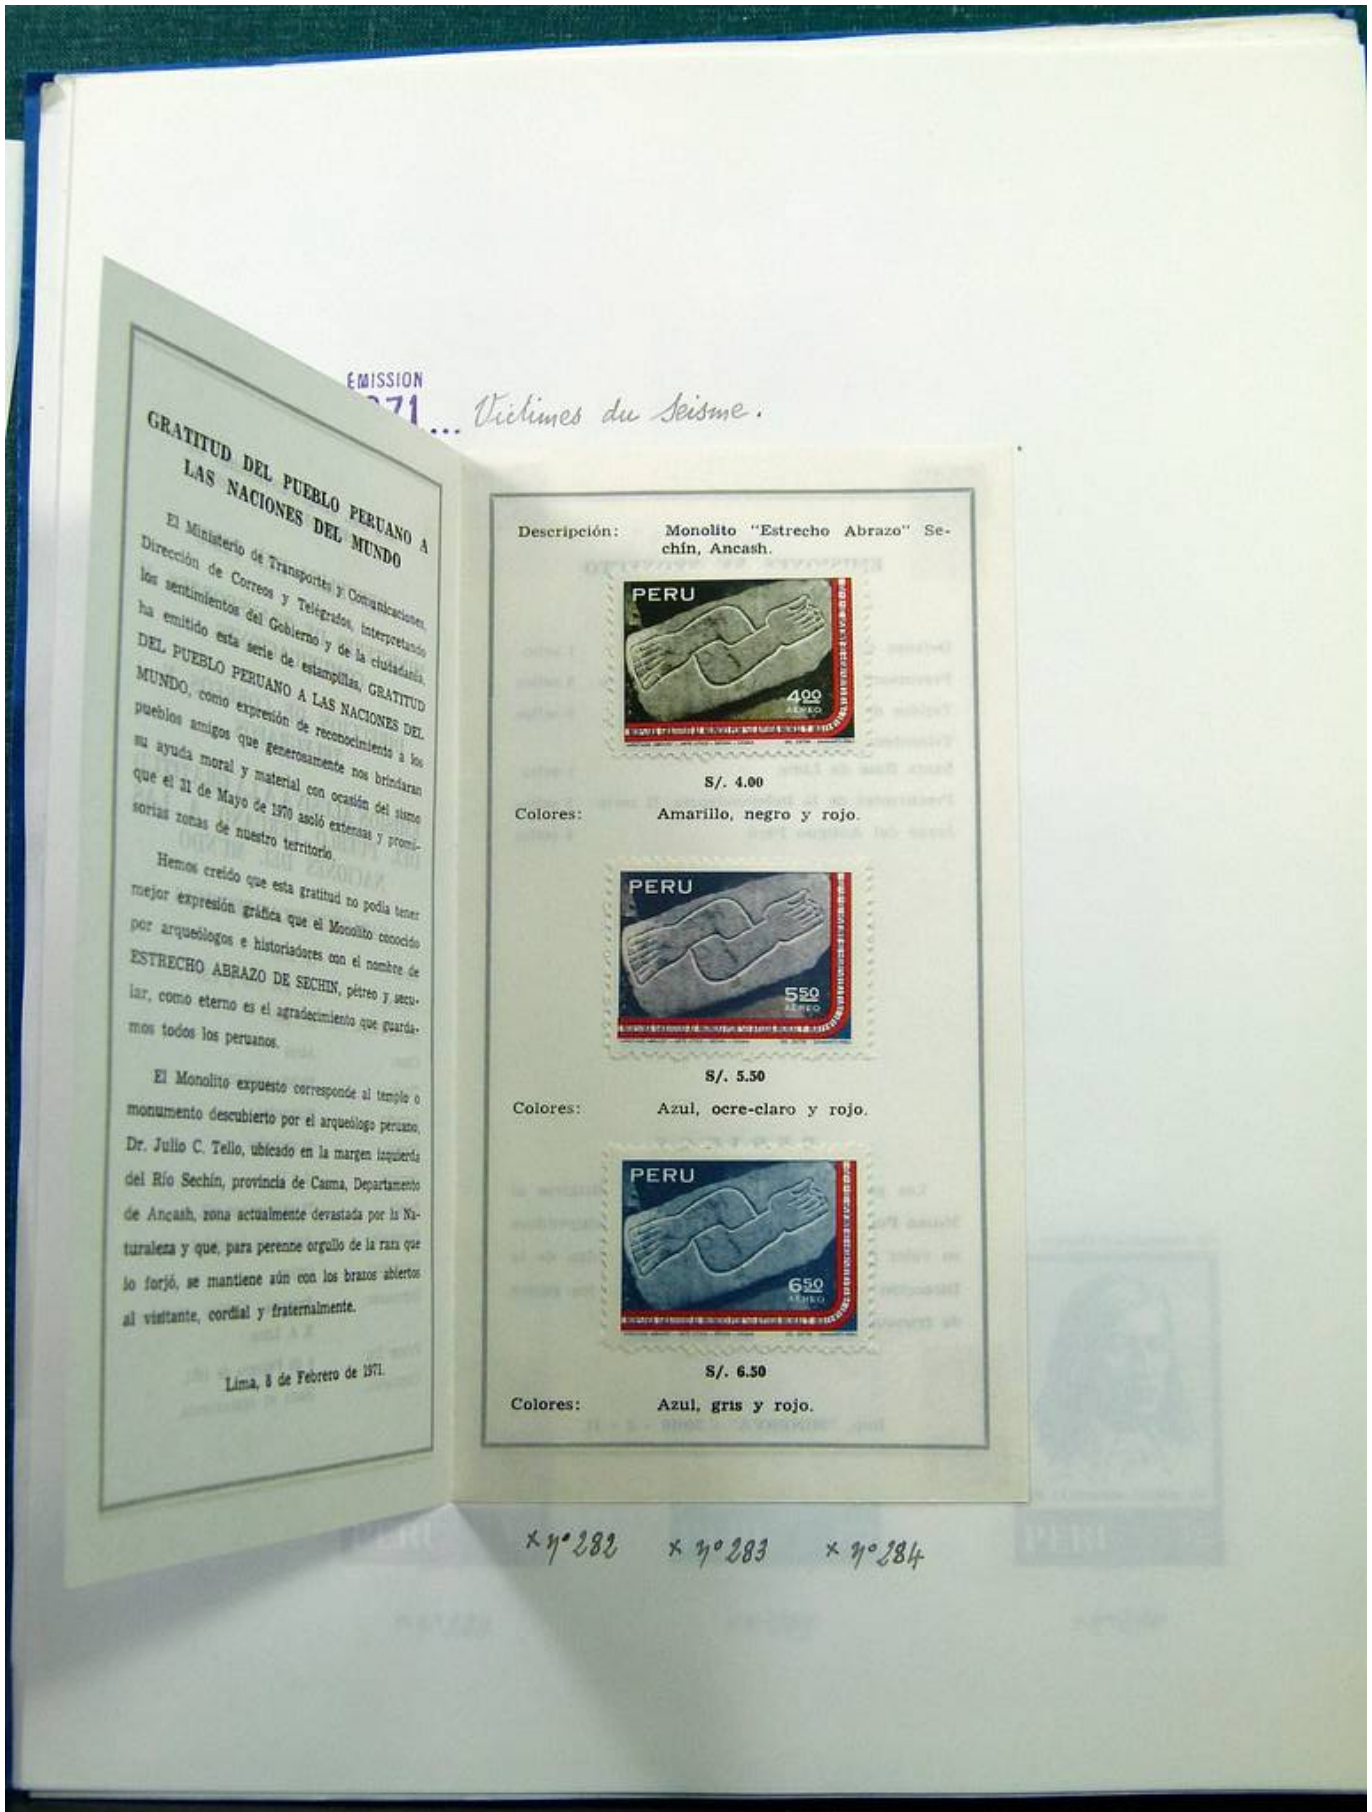 EMISSION
971 ... Victimes du Seisme.
GRATITUD DEL PUEBLO PERUANO A
LAS NACIONES DEL MUNDO
El Ministerio de Transportes y Comunicaciones,
Dirección de Correos y Telégrafos, interpretando
los sentimientos del Gobierno y de la ciudadanía,
ha emitido esta serie de estampillas, GRATITUD
DEL PUEBLO PERUANO A LAS NACIONES DEL
MUNDO, como expresión de reconocimiento a los
pueblos amigos que generosamente nos brindaran
su ayuda moral y material con ocasión del sismo
que el 31 de Mayo de 1970 asoló extensas y promi-
sorias zonas de nuestro territorio.
Hemos creído que esta gratitud no podía tener
mejor expresión gráfica que el Monolito conocido
por arqueólogos e historiadores con el nombre de
ESTRECHO ABRAZO DE SECHIN, pétreo y secu-
lar, como eterno es el agradecimiento que guarda-
mos todos los peruanos.
El Monolito expuesto corresponde al templo o
monumento descubierto por el arqueólogo peruano,
Dr. Julio C. Tello, ubicado en la margen izquierda
del Río Sechín, provincia de Casma, Departamento
de Ancash, zona actualmente devastada por la Na-
turaleza y que, para perenne orgullo de la raza que
lo forjó, se mantiene aún con los brazos abiertos
al visitante, cordial y fraternalmente.
Lima, 8 de Febrero de 1971.
Descripción: Monolito "Estrecho Abrazo" Se-
chín, Ancash.
PERU
4.00
AEREO
S/. 4.00
Colores: Amarillo, negro y rojo.
PERU
5.50
AEREO
S/. 5.50
Colores: Azul, ocre-claro y rojo.
PERU
6.50
AEREO
S/. 6.50
Colores: Azul, gris y rojo.
x nº 282 x nº 283 x nº 284